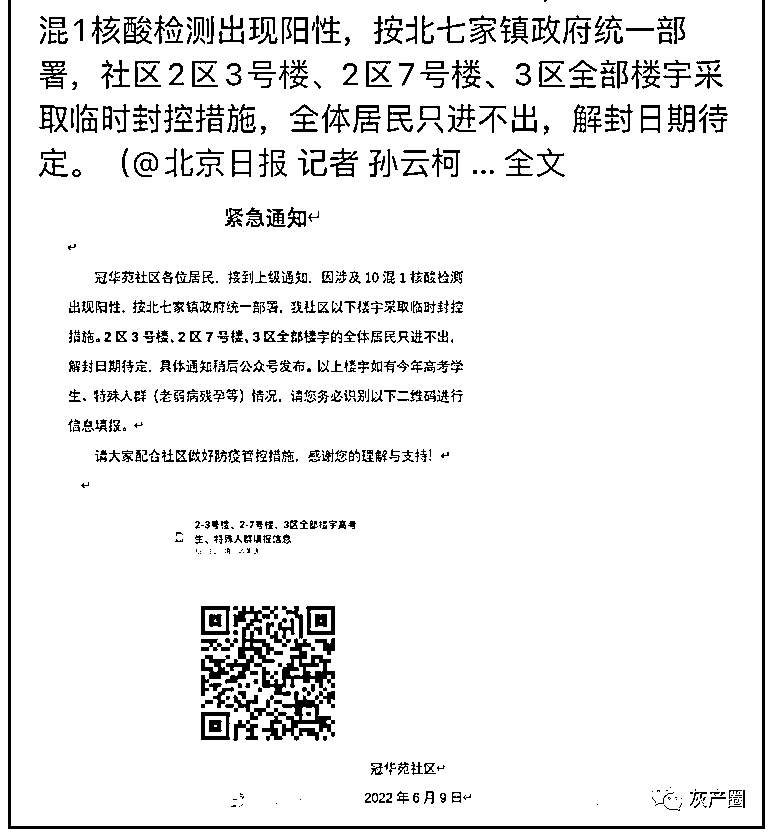 混1核酸检测出现阳性，按北七家镇政府统一部
署，社区2区3号楼、2区7号楼、3区全部楼宇采
取临时封控措施，全体居民只进不出，解封日期待
定。（@北京日报 记者 孙云柯 ... 全文
紧急通知↵
↵
冠华苑社区各位居民，接到上级通知，因涉及10混1核酸检测
出现阳性，按北七家镇政府统一部署，我社区以下楼宇采取临时封控
措施。2区3号楼、2区7号楼、3区全部楼宇的全体居民只进不出，
解封日期待定，具体通知稍后公众号发布。以上楼宇如有今年高考学
生、特殊人群（老弱病残孕等）情况，请您务必识别以下二维码进行
信息填报。↵
请大家配合社区做好防疫管控措施，感谢您的理解与支持！↵
↵
2-3号楼、2-7号楼、3区全部楼宇高考
生、特殊人群填报信息
冠华苑社区↵
2022年6月9日↵
灰产圈